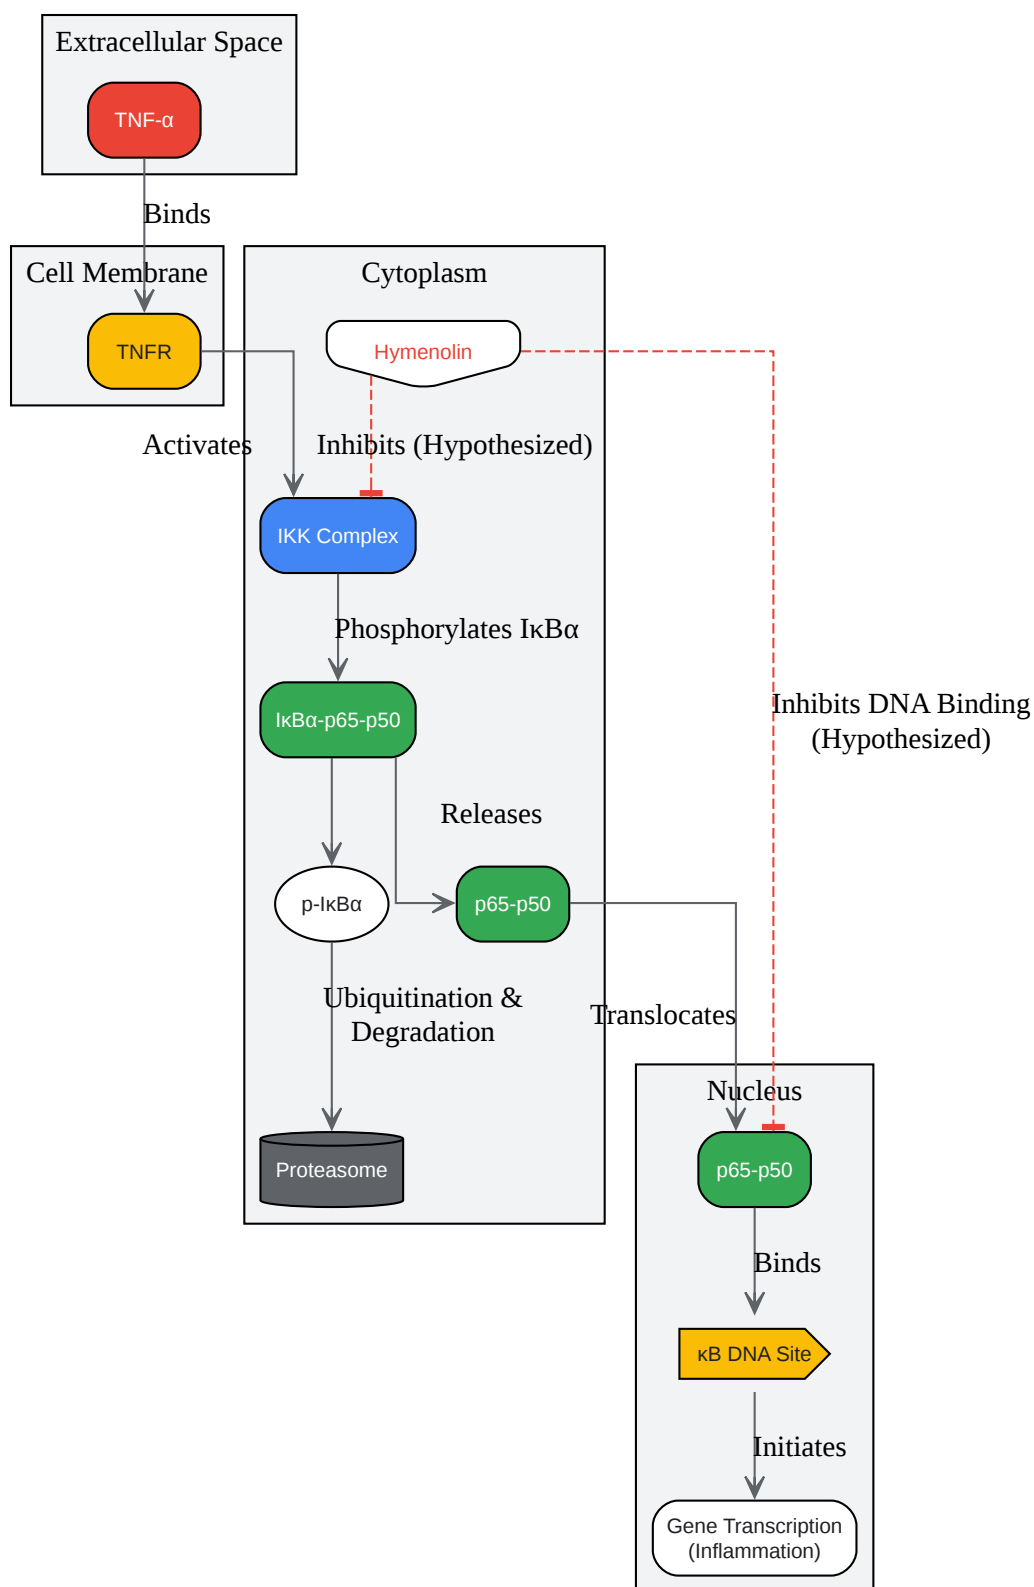 Extracellular Space
TNF-α
Binds
Cell Membrane
TNFR
Activates
Cytoplasm
Hymenolin
Inhibits (Hypothesized)
IKK Complex
Phosphorylates IκBα
IκBα-p65-p50
Releases
p-IκBα
p65-p50
Ubiquitination &
Degradation
Translocates
Proteasome
Inhibits DNA Binding
(Hypothesized)
Nucleus
p65-p50
Binds
κB DNA Site
Initiates
Gene Transcription
(Inflammation)